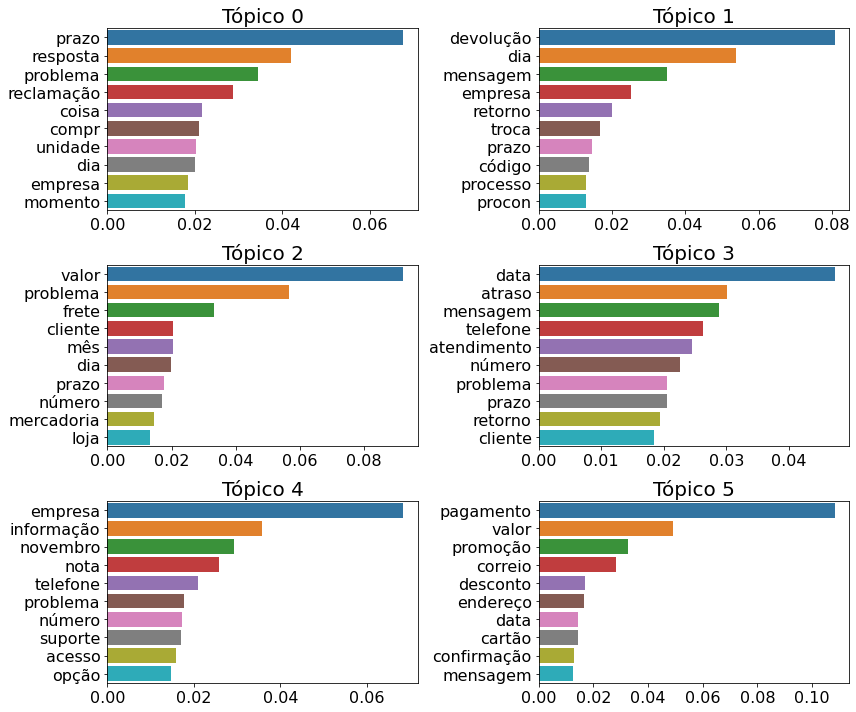 Tópico 0
prazo
resposta
problema
reclamação
coisa
compr
unidade
dia
empresa
momento
0.00 0.02 0.04 0.06
Tópico 1
devolução
dia
mensagem
empresa
retorno
troca
prazo
código
processo
procon
0.00 0.02 0.04 0.06 0.08
Tópico 2
valor
problema
frete
cliente
mês
dia
prazo
número
mercadoria
loja
0.00 0.02 0.04 0.06 0.08
Tópico 3
data
atraso
mensagem
telefone
atendimento
número
problema
prazo
retorno
cliente
0.00 0.01 0.02 0.03 0.04
Tópico 4
empresa
informação
novembro
nota
telefone
problema
número
suporte
acesso
opção
0.00 0.02 0.04 0.06
Tópico 5
pagamento
valor
promoção
correio
desconto
endereço
data
cartão
confirmação
mensagem
0.00 0.02 0.04 0.06 0.08 0.10